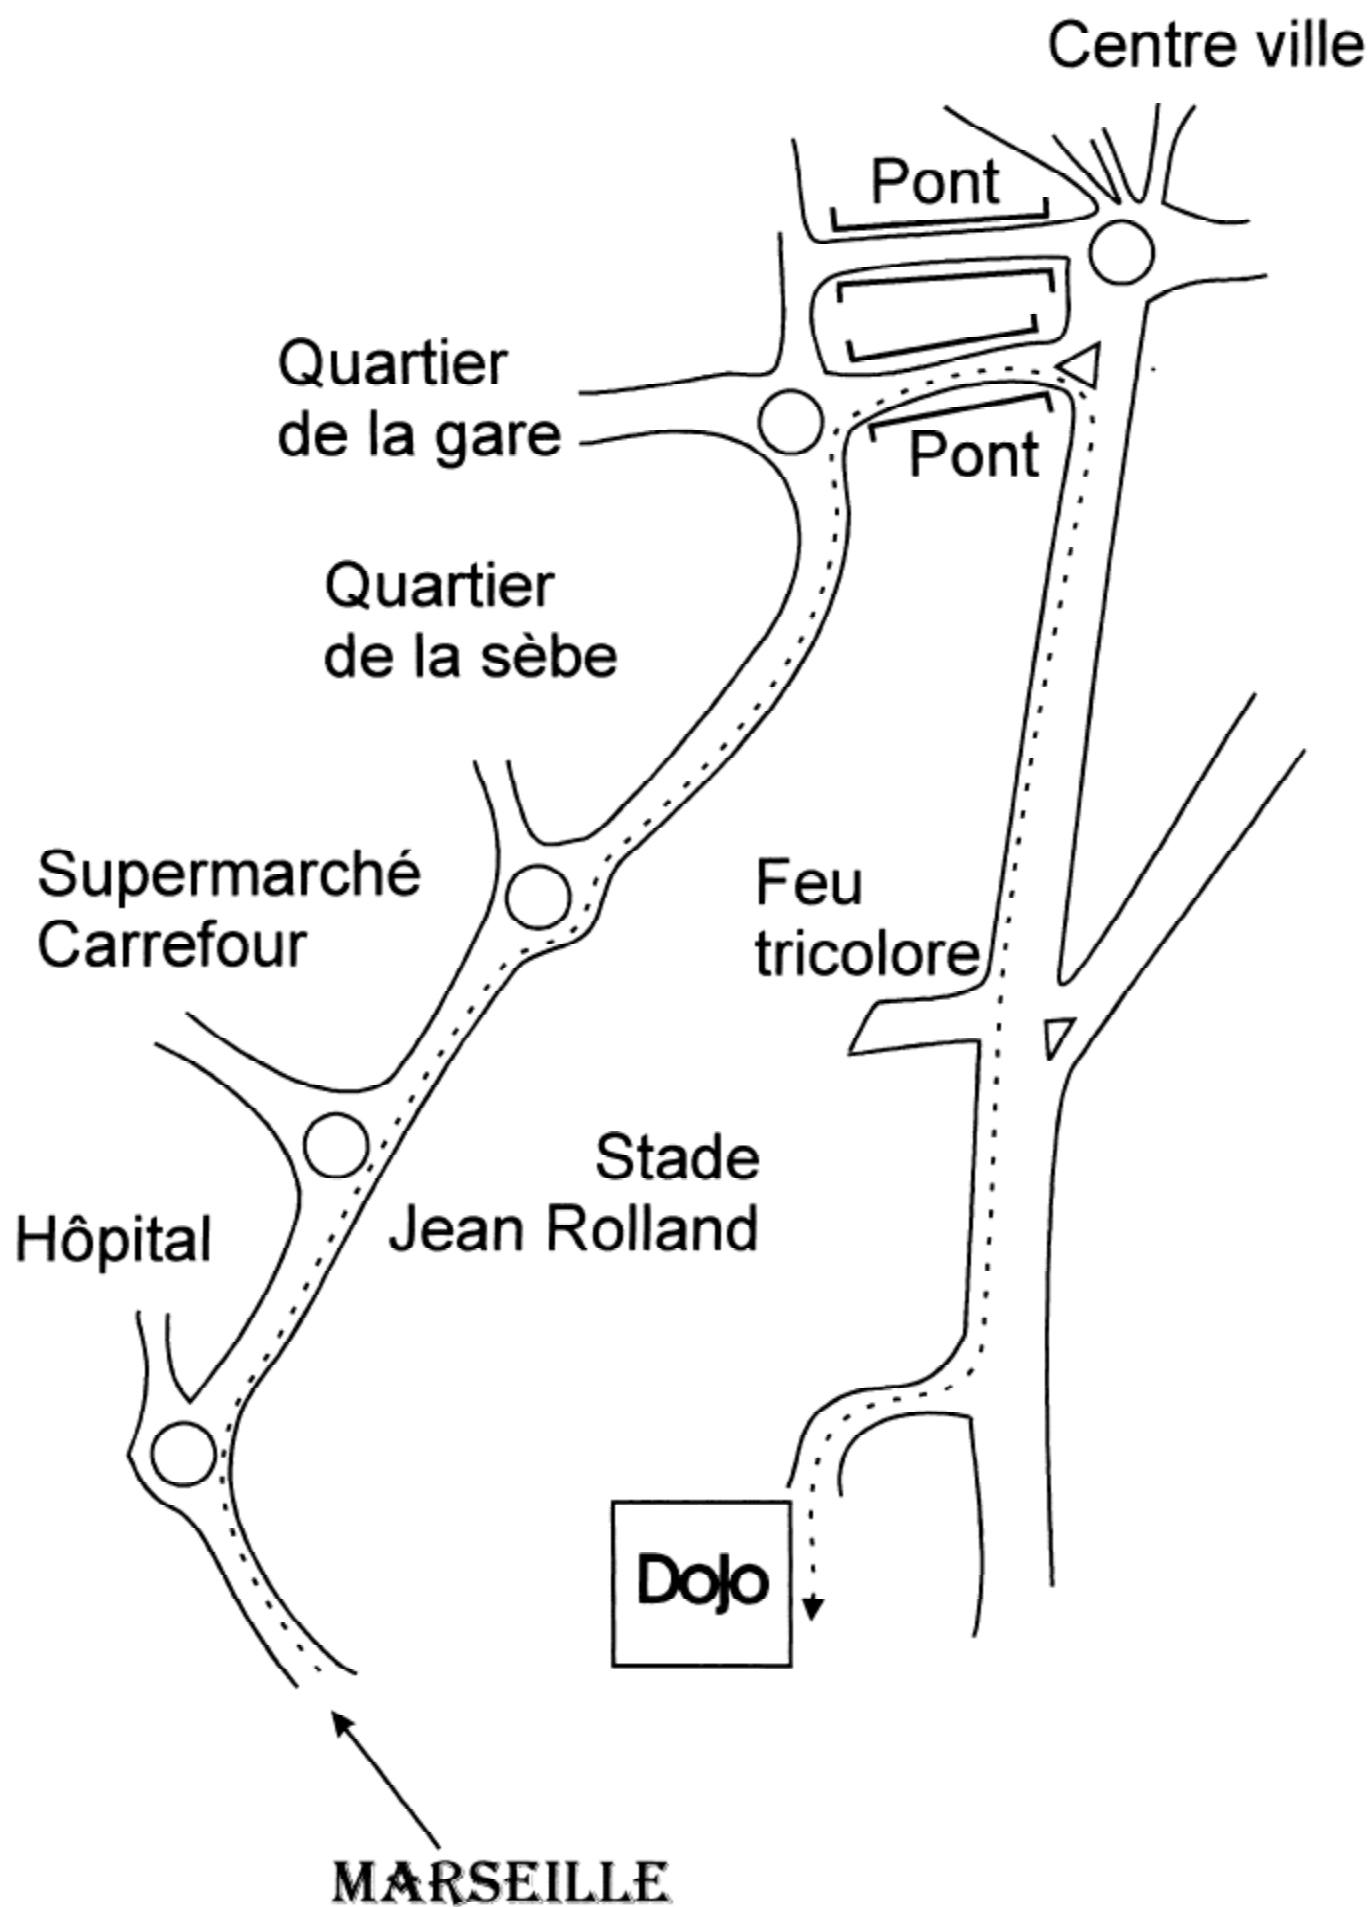 Centre ville
Pont
Quartier
de la gare
Pont
Quartier
de la sèbe
Supermarché
Carrefour
Feu
tricolore
Stade
Jean Rolland
Hôpital
DoJo
MARSEILLE